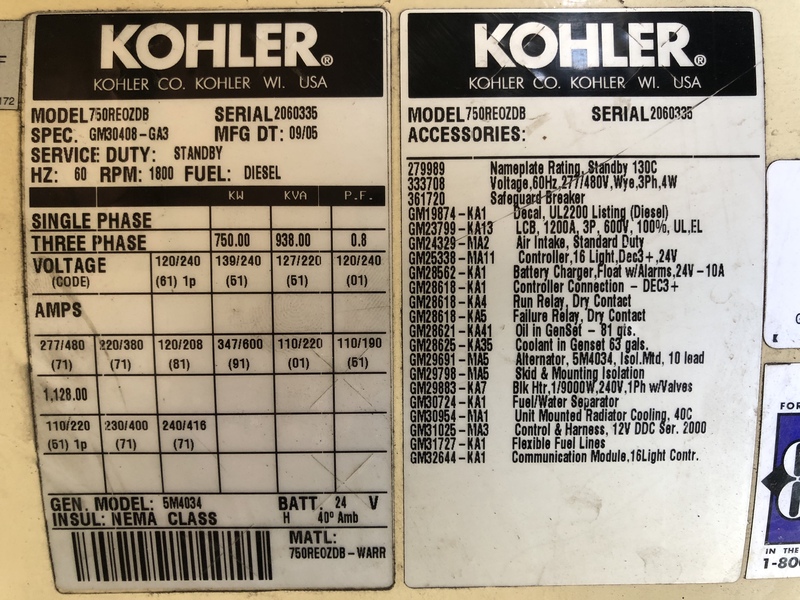 KOHLER®
KOHLER CO. KOHLER WI. USA
MODEL 750REOZDB SERIAL 2060335
SPEC. GM30408-GA3 MFG DT: 09/05
SERVICE DUTY: STANDBY
HZ: 60 RPM: 1800 FUEL: DIESEL
KW KVA P.F.
SINGLE PHASE
THREE PHASE 750.00 938.00 0.8
VOLTAGE 120/240 139/240 127/220 120/240
(CODE) (61) 1p (51) (51) (01)
AMPS
277/480 220/380 120/208 347/600 110/220 110/190
(71) (71) (81) (91) (01) (51)
1,128.00
110/220 230/400 240/416
(61) 1p (71) (71)
GEN. MODEL: 5M4034 BATT. 24 V
INSUL: NEMA CLASS H 40° Amb
MATL:
750REOZDB-WARR
KOHLER®
KOHLER CO. KOHLER WI. USA
MODEL 750REOZDB SERIAL 2060335
ACCESSORIES:
279989 Nameplate Rating, Standby 130C
333708 Voltage,60Hz,277/480V,Wye,3Ph,4W
361720 Safeguard Breaker
GM19874-KA1 Decal, UL2200 Listing (Diesel)
GM23799-KA13 LCB, 1200A, 3P, 600V, 100%, UL,EL
GM24329-MA2 Air Intake, Standard Duty
GM25338-MA11 Controller,16 Light,Dec3+,24V
GM28562-KA1 Battery Charger,Float w/Alarms,24V-10A
GM28618-KA1 Controller Connection - DEC3+
GM28618-KA4 Run Relay, Dry Contact
GM28618-KA5 Failure Relay, Dry Contact
GM28621-KA41 Oil in GenSet - 81 qts.
GM28625-KA35 Coolant in Genset 63 gals.
GM29691-MA5 Alternator, 5M4034, Isol.Mtd, 10 lead
GM29798-MA5 Skid & Mounting Isolation
GM29883-KA7 Blk Htr,1/9000W,240V,1Ph w/Valves
GM30724-KA1 Fuel/Water Separator
GM30954-MA1 Unit Mounted Radiator Cooling, 40C
GM31025-MA3 Control & Harness, 12V DDC Ser. 2000
GM31727-KA1 Flexible Fuel Lines
GM32644-KA1 Communication Module,16Light Contr.
172
FOR
IN THE
1-800